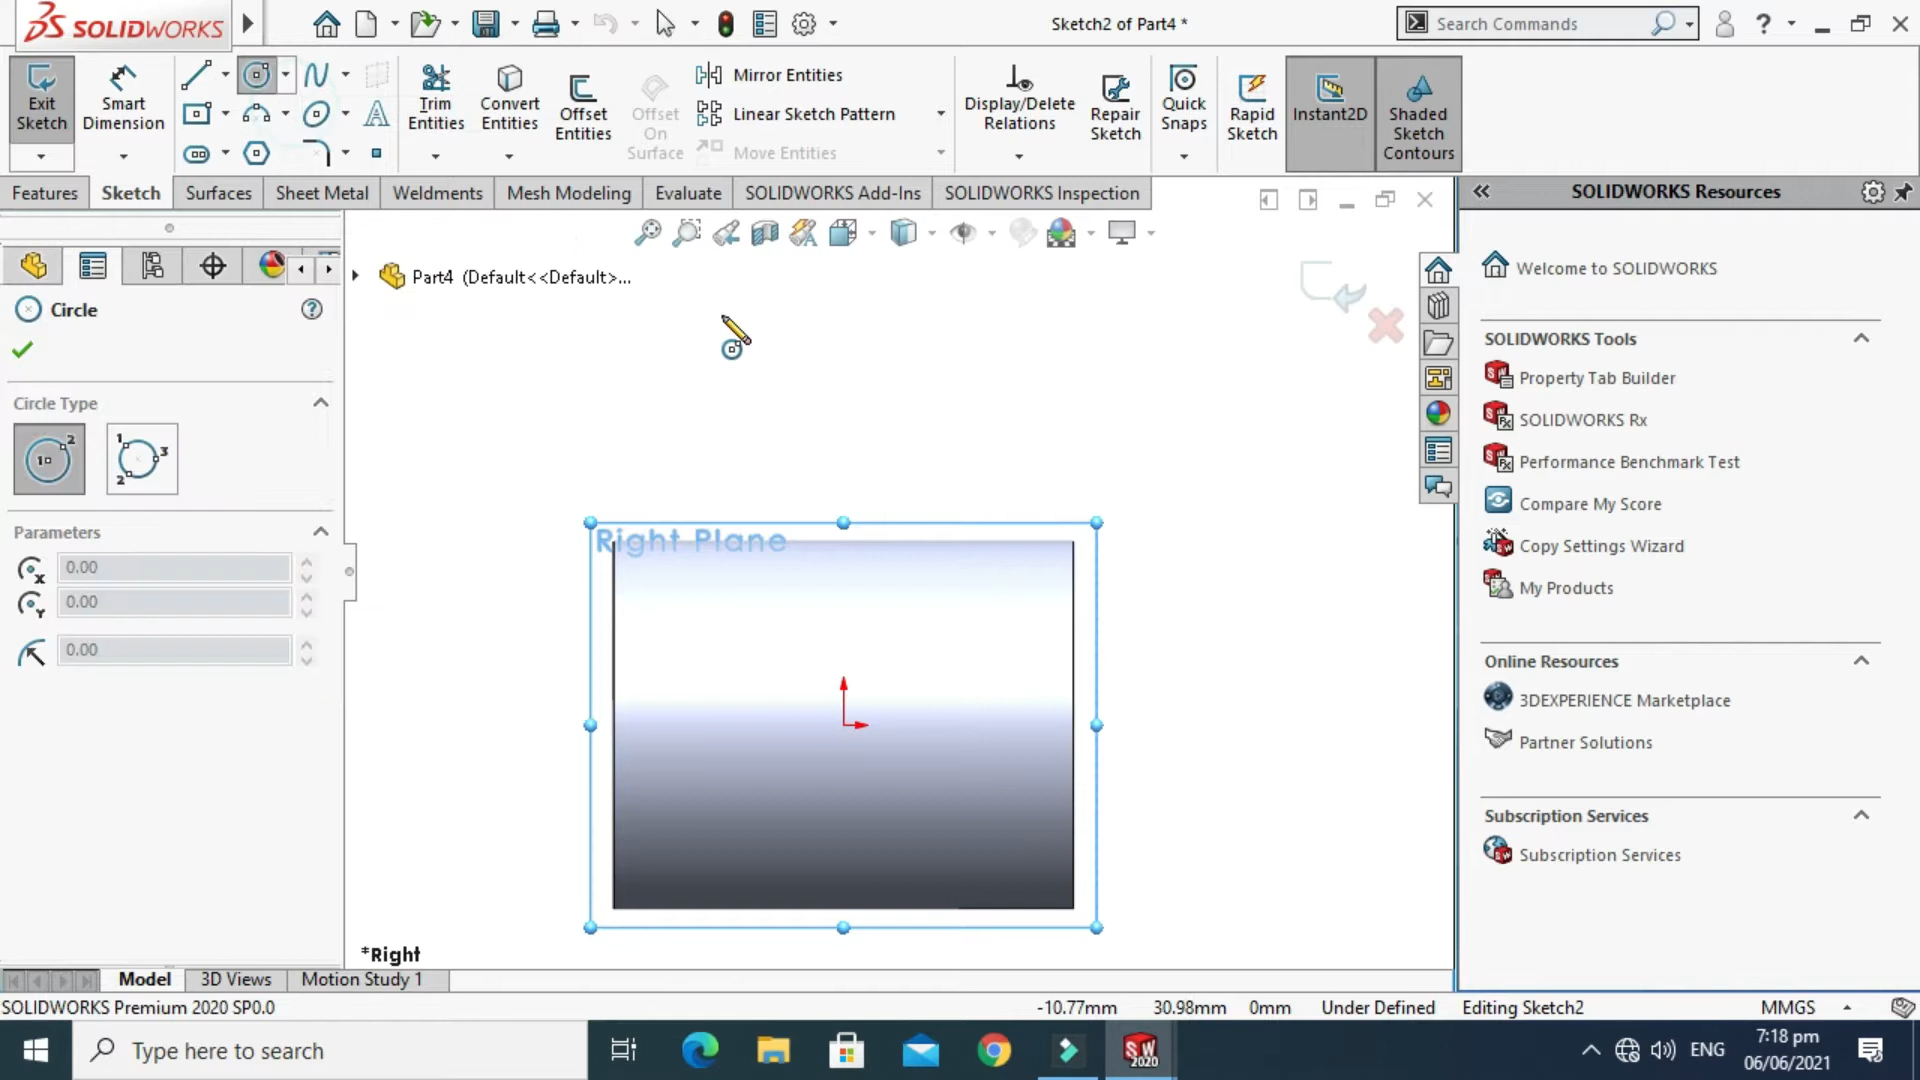 SOLIDWORKS
Sketch2 of Part4 *
Search Commands
?
Exit Sketch
Smart Dimension
Trim Entities
Convert Entities
Offset Entities
Offset On Surface
Mirror Entities
Linear Sketch Pattern
Move Entities
Display/Delete Relations
Repair Sketch
Quick Snaps
Rapid Sketch
Instant2D
Shaded Sketch Contours
Features
Sketch
Surfaces
Sheet Metal
Weldments
Mesh Modeling
Evaluate
SOLIDWORKS Add-Ins
SOLIDWORKS Inspection
SOLIDWORKS Resources
Part4 (Default<<Default>...
Circle
Circle Type
Parameters
0.00
0.00
0.00
Right Plane
*Right
Welcome to SOLIDWORKS
SOLIDWORKS Tools
Property Tab Builder
SOLIDWORKS Rx
Performance Benchmark Test
Compare My Score
Copy Settings Wizard
My Products
Online Resources
3DEXPERIENCE Marketplace
Partner Solutions
Subscription Services
Subscription Services
Model
3D Views
Motion Study 1
SOLIDWORKS Premium 2020 SP0.0
-10.77mm
30.98mm
0mm
Under Defined
Editing Sketch2
MMGS
Type here to search
SW 2020
ENG
7:18 pm
06/06/2021